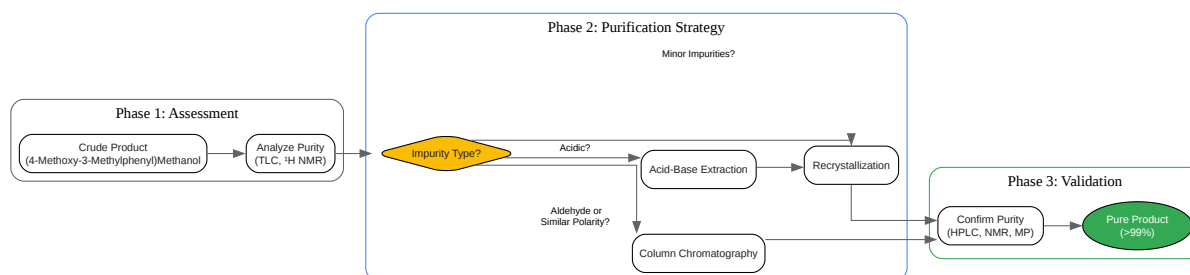 Phase 1: Assessment
Crude Product
(4-Methoxy-3-Methylphenyl)Methanol
Analyze Purity
(TLC, ¹H NMR)
Phase 2: Purification Strategy
Minor Impurities?
Impurity Type?
Acidic?
Acid-Base Extraction
Recrystallization
Aldehyde or
Similar Polarity?
Column Chromatography
Phase 3: Validation
Confirm Purity
(HPLC, NMR, MP)
Pure Product
(>99%)